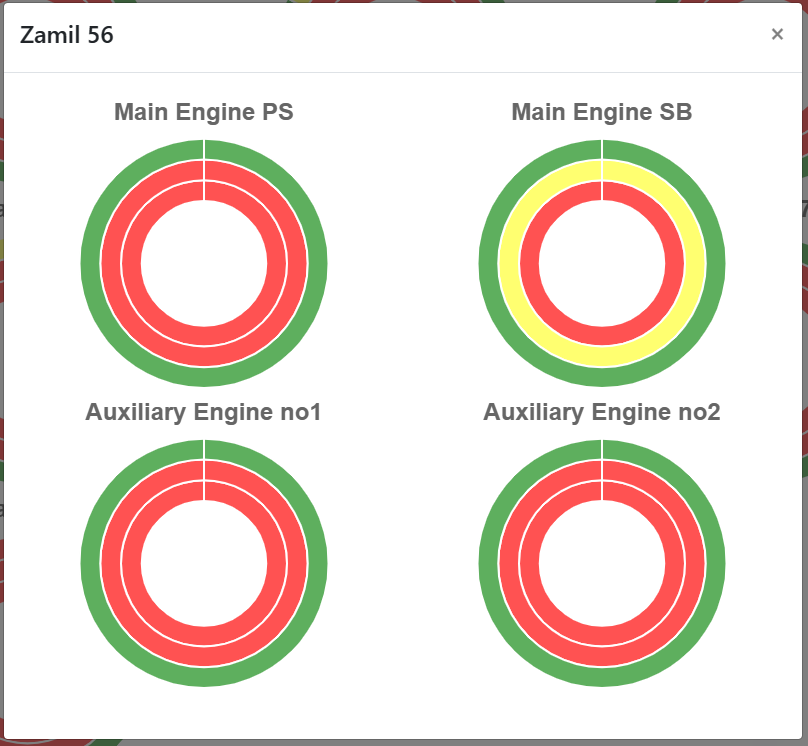 Zamil 56
×
Main Engine PS
Main Engine SB
Auxiliary Engine no1
Auxiliary Engine no2